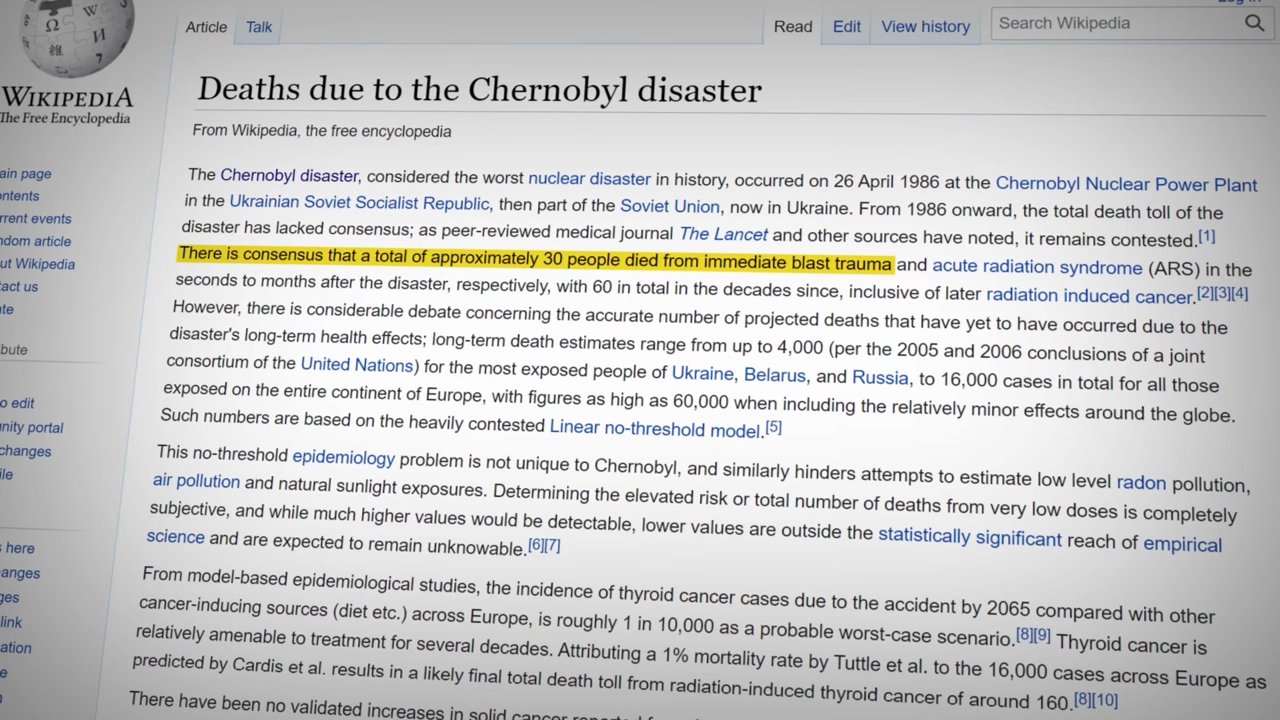 Article Talk Read Edit View history Search Wikipedia
WIKIPEDIA
The Free Encyclopedia
Deaths due to the Chernobyl disaster
From Wikipedia, the free encyclopedia
The Chernobyl disaster, considered the worst nuclear disaster in history, occurred on 26 April 1986 at the Chernobyl Nuclear Power Plant
in the Ukrainian Soviet Socialist Republic, then part of the Soviet Union, now in Ukraine. From 1986 onward, the total death toll of the
disaster has lacked consensus; as peer-reviewed medical journal The Lancet and other sources have noted, it remains contested.[1]
There is consensus that a total of approximately 30 people died from immediate blast trauma and acute radiation syndrome (ARS) in the
seconds to months after the disaster, respectively, with 60 in total in the decades since, inclusive of later radiation induced cancer.[2][3][4]
However, there is considerable debate concerning the accurate number of projected deaths that have yet to have occurred due to the
disaster's long-term health effects; long-term death estimates range from up to 4,000 (per the 2005 and 2006 conclusions of a joint
consortium of the United Nations) for the most exposed people of Ukraine, Belarus, and Russia, to 16,000 cases in total for all those
exposed on the entire continent of Europe, with figures as high as 60,000 when including the relatively minor effects around the globe.
Such numbers are based on the heavily contested Linear no-threshold model.[5]
This no-threshold epidemiology problem is not unique to Chernobyl, and similarly hinders attempts to estimate low level radon pollution,
air pollution and natural sunlight exposures. Determining the elevated risk or total number of deaths from very low doses is completely
subjective, and while much higher values would be detectable, lower values are outside the statistically significant reach of empirical
science and are expected to remain unknowable.[6][7]
From model-based epidemiological studies, the incidence of thyroid cancer cases due to the accident by 2065 compared with other
cancer-inducing sources (diet etc.) across Europe, is roughly 1 in 10,000 as a probable worst-case scenario.[8][9] Thyroid cancer is
relatively amenable to treatment for several decades. Attributing a 1% mortality rate by Tuttle et al. to the 16,000 cases across Europe as
predicted by Cardis et al. results in a likely final total death toll from radiation-induced thyroid cancer of around 160.[8][10]
There have been no validated increases in solid cancer
ain page
ontents
rrent events
ndom article
ut Wikipedia
tact us
ate
bute
o edit
unity portal
changes
ile
s here
anges
ges
link
ation
e